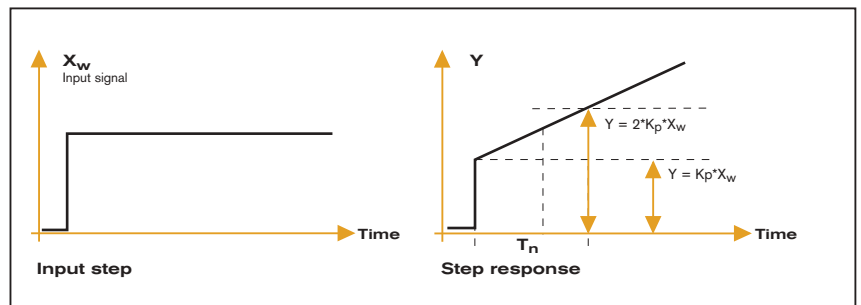 Xw
Input signal
Time
Input step
Y
Y = 2*Kp*Xw
Y = Kp*Xw
Tn
Time
Step response